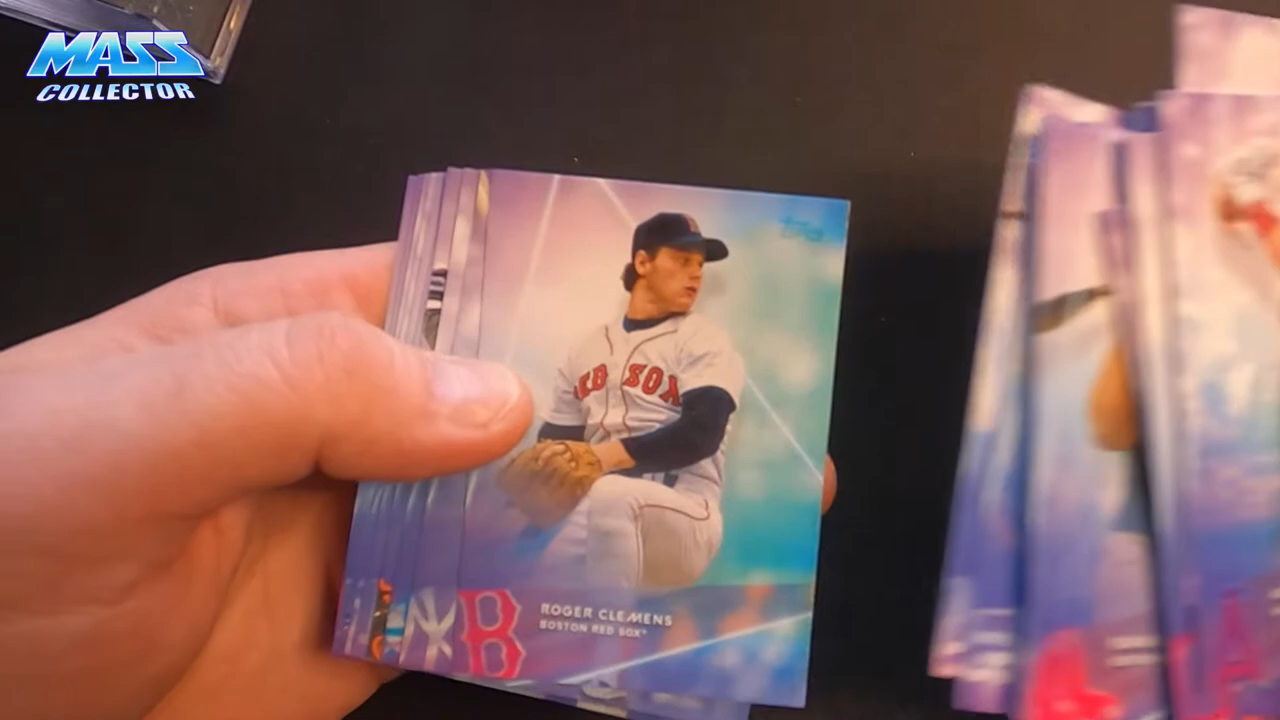 MASS
COLLECTOR
RED SOX
B
ROGER CLEMENS
BOSTON RED SOX